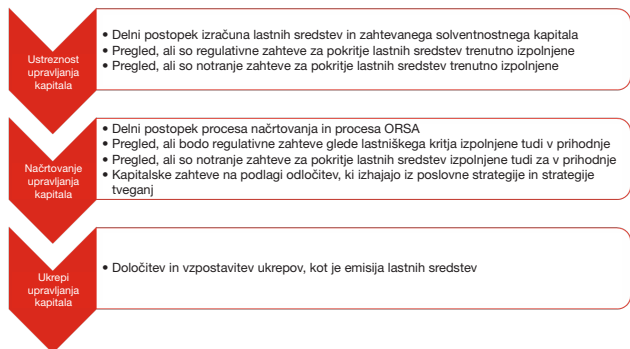 Ustreznost
upravljanja
kapitala
• Delni postopek izračuna lastnih sredstev in zahtevanega solventnostnega kapitala
• Pregled, ali so regulativne zahteve za pokritje lastnih sredstev trenutno izpolnjene
• Pregled, ali so notranje zahteve za pokritje lastnih sredstev trenutno izpolnjene
Načrtovanje
upravljanja
kapitala
• Delni postopek procesa načrtovanja in procesa ORSA
• Pregled, ali bodo regulativne zahteve glede lastniškega kritja izpolnjene tudi v prihodnje
• Pregled, ali so notranje zahteve za pokritje lastnih sredstev izpolnjene tudi za v prihodnje
• Kapitalske zahteve na podlagi odločitev, ki izhajajo iz poslovne strategije in strategije
tveganj
Ukrepi
upravljanja
kapitala
• Določitev in vzpostavitev ukrepov, kot je emisija lastnih sredstev